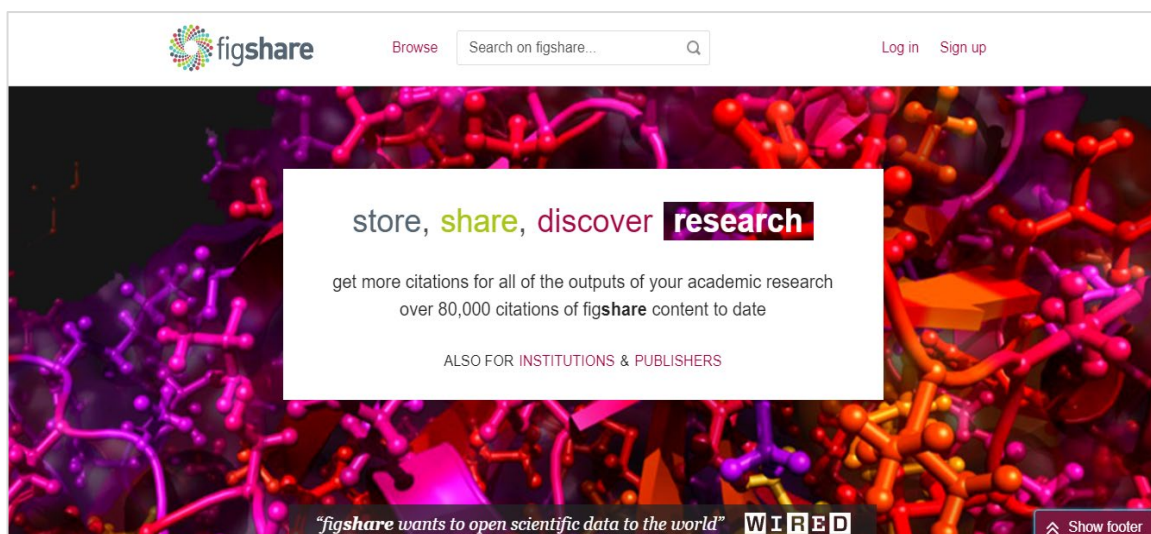 figshare Browse Search on figshare... Log in Sign up
store, share, discover research
get more citations for all of the outputs of your academic research
over 80,000 citations of figshare content to date
ALSO FOR INSTITUTIONS & PUBLISHERS
“figshare wants to open scientific data to the world” WIRED
Show footer